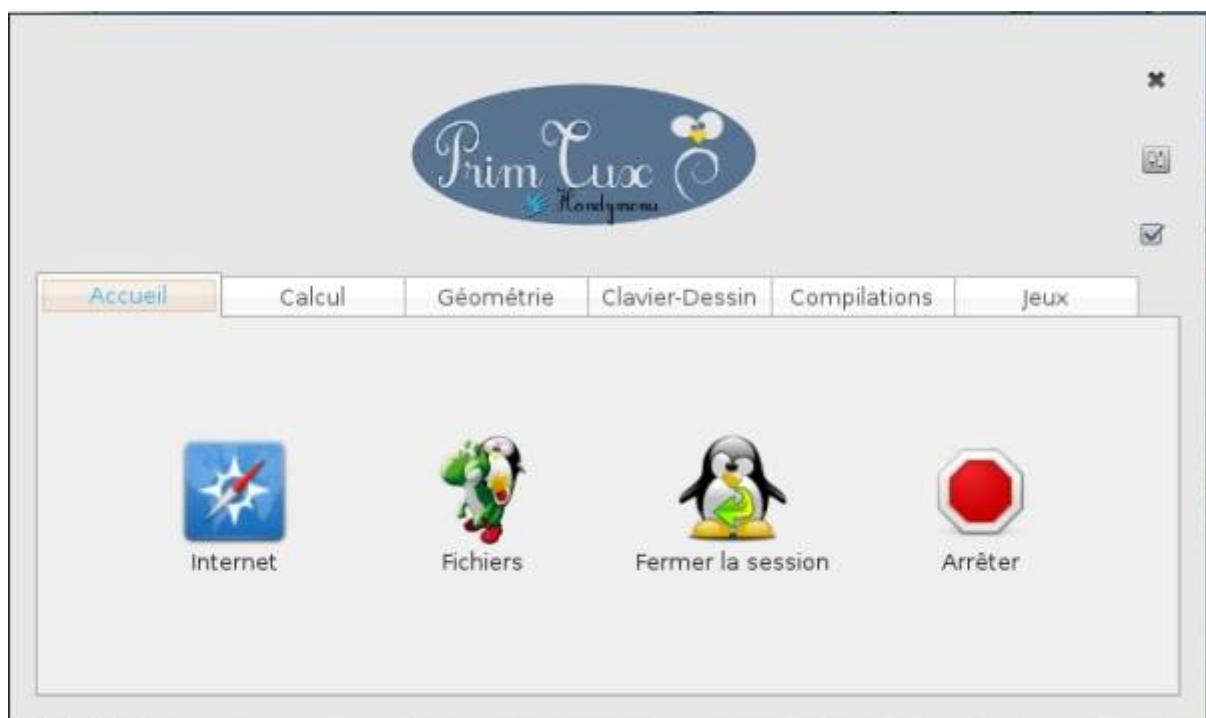 Prim Tux
Handymenu
Accueil
Calcul
Géométrie
Clavier-Dessin
Compilations
Jeux
Internet
Fichiers
Fermer la session
Arrêter